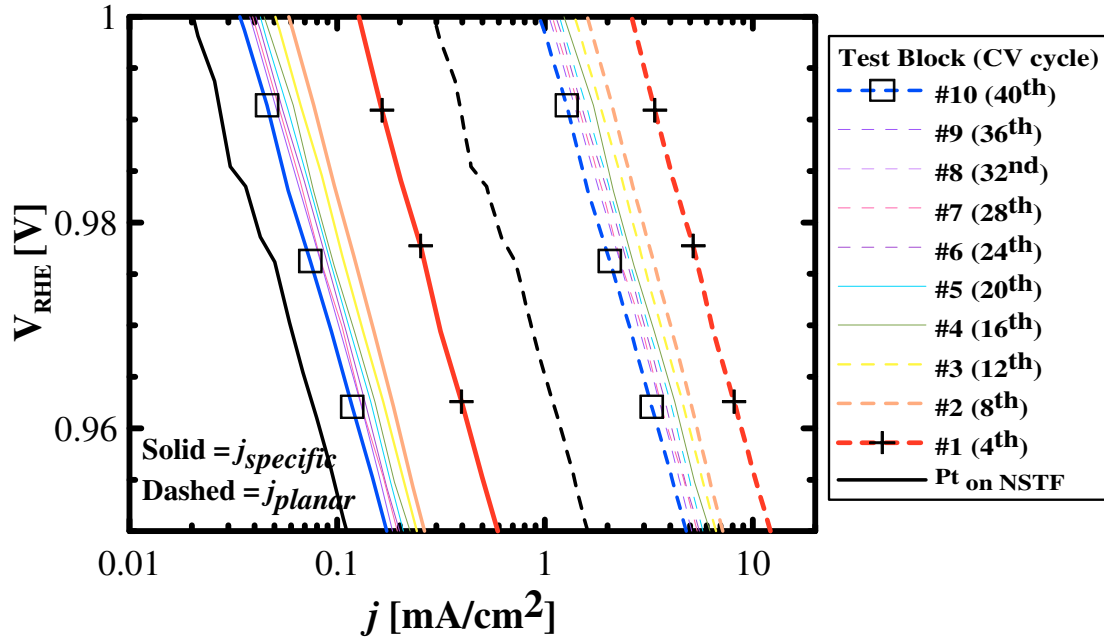 1
0.98
0.96
V_RHE [V]
Solid = j_specific
Dashed = j_planar
0.01
0.1
1
10
j [mA/cm²]
Test Block (CV cycle)
#10 (40th)
#9 (36th)
#8 (32nd)
#7 (28th)
#6 (24th)
#5 (20th)
#4 (16th)
#3 (12th)
#2 (8th)
#1 (4th)
Pt on NSTF